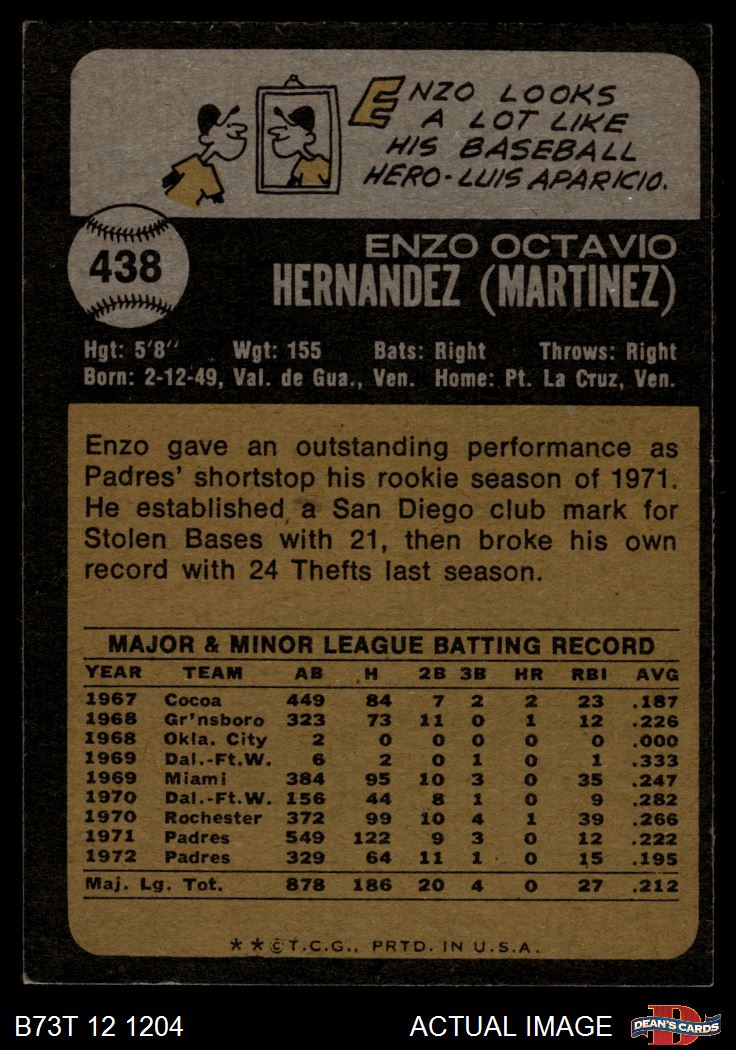 ENZO LOOKS
A LOT LIKE
HIS BASEBALL
HERO-LUIS APARICIO.
438
ENZO OCTAVIO
HERNANDEZ (MARTINEZ)
Hgt: 5'8" Wgt: 155 Bats: Right Throws: Right
Born: 2-12-49, Val. de Gua., Ven. Home: Pt. La Cruz, Ven.
Enzo gave an outstanding performance as
Padres' shortstop his rookie season of 1971.
He established a San Diego club mark for
Stolen Bases with 21, then broke his own
record with 24 Thefts last season.
MAJOR & MINOR LEAGUE BATTING RECORD
YEAR TEAM AB H 2B 3B HR RBI AVG
1967 Cocoa 449 84 7 2 2 23 .187
1968 Gr'nsboro 323 73 11 0 1 12 .226
1968 Okla. City 2 0 0 0 0 0 .000
1969 Dal.-Ft.W. 6 2 0 1 0 1 .333
1969 Miami 384 95 10 3 0 35 .247
1970 Dal.-Ft.W. 156 44 8 1 0 9 .282
1970 Rochester 372 99 10 4 1 39 .266
1971 Padres 549 122 9 3 0 12 .222
1972 Padres 329 64 11 1 0 15 .195
Maj. Lg. Tot. 878 186 20 4 0 27 .212
**©T.C.G., PRTD. IN U.S.A.
B73T 12 1204 ACTUAL IMAGE D DEAN'S CARDS